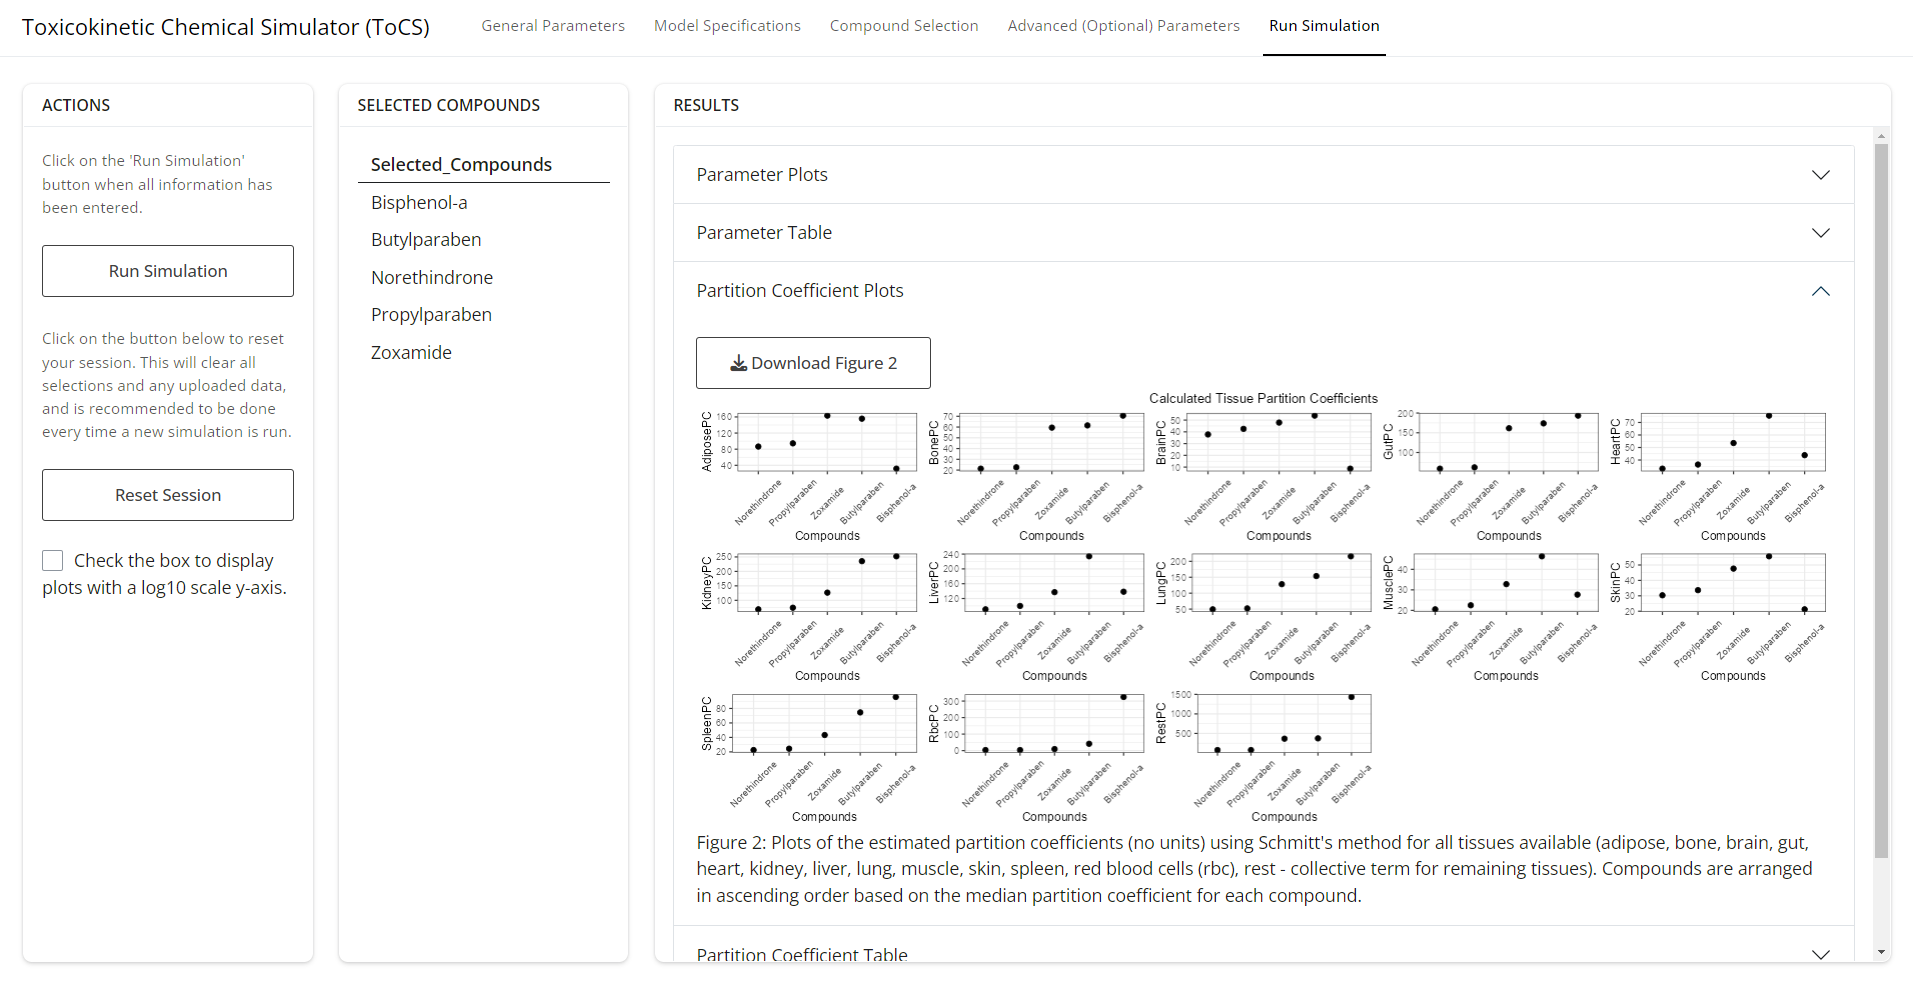 Toxicokinetic Chemical Simulator (ToCS)
General Parameters
Model Specifications
Compound Selection
Advanced (Optional) Parameters
Run Simulation
ACTIONS
Click on the 'Run Simulation'
button when all information has
been entered.
Run Simulation
Click on the button below to reset
your session. This will clear all
selections and any uploaded data,
and is recommended to be done
every time a new simulation is run.
Reset Session
Check the box to display
plots with a log10 scale y-axis.
SELECTED COMPOUNDS
Selected_Compounds
Bisphenol-a
Butylparaben
Norethindrone
Propylparaben
Zoxamide
RESULTS
Parameter Plots
Parameter Table
Partition Coefficient Plots
Download Figure 2
Calculated Tissue Partition Coefficients
AdiposePC
160
120
80
40
Norethindrone
Propylparaben
Zoxamide
Butylparaben
Bisphenol-a
Compounds
BonePC
70
60
50
40
30
20
Norethindrone
Propylparaben
Zoxamide
Butylparaben
Bisphenol-a
Compounds
BrainPC
50
40
30
20
10
Norethindrone
Propylparaben
Zoxamide
Butylparaben
Bisphenol-a
Compounds
GutPC
200
150
100
Norethindrone
Propylparaben
Zoxamide
Butylparaben
Bisphenol-a
Compounds
HeartPC
70
60
50
40
Norethindrone
Propylparaben
Zoxamide
Butylparaben
Bisphenol-a
Compounds
KidneyPC
250
200
150
100
Norethindrone
Propylparaben
Zoxamide
Butylparaben
Bisphenol-a
Compounds
LiverPC
240
200
160
120
Norethindrone
Propylparaben
Zoxamide
Butylparaben
Bisphenol-a
Compounds
LungPC
200
150
100
50
Norethindrone
Propylparaben
Zoxamide
Butylparaben
Bisphenol-a
Compounds
MusclePC
40
30
20
Norethindrone
Propylparaben
Zoxamide
Butylparaben
Bisphenol-a
Compounds
SkinPC
50
40
30
20
Norethindrone
Propylparaben
Zoxamide
Butylparaben
Bisphenol-a
Compounds
SpleenPC
80
60
40
20
Norethindrone
Propylparaben
Zoxamide
Butylparaben
Bisphenol-a
Compounds
RbcPC
300
200
100
0
Norethindrone
Propylparaben
Zoxamide
Butylparaben
Bisphenol-a
Compounds
RestPC
1500
1000
500
Norethindrone
Propylparaben
Zoxamide
Butylparaben
Bisphenol-a
Compounds
Figure 2: Plots of the estimated partition coefficients (no units) using Schmitt's method for all tissues available (adipose, bone, brain, gut,
heart, kidney, liver, lung, muscle, skin, spleen, red blood cells (rbc), rest - collective term for remaining tissues). Compounds are arranged
in ascending order based on the median partition coefficient for each compound.
Partition Coefficient Table